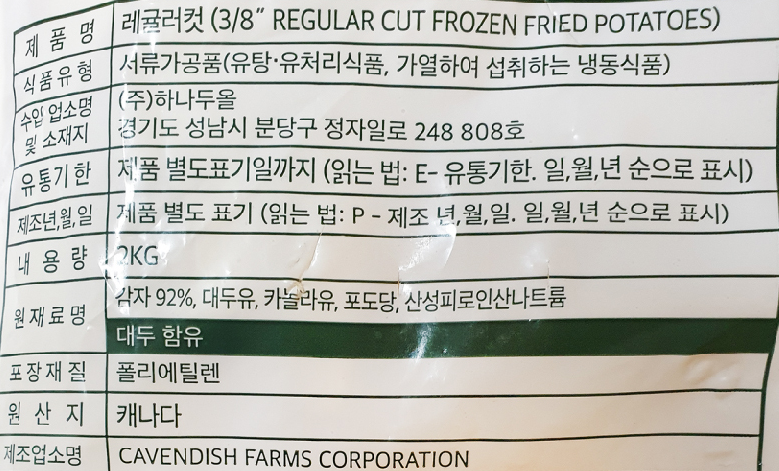 제 품 명 레귤러컷 (3/8" REGULAR CUT FROZEN FRIED POTATOES)
식품유형 서류가공품(유탕·유처리식품, 가열하여 섭취하는 냉동식품)
수입 업소명 및 소재지 (주)하나두올
경기도 성남시 분당구 정자일로 248 808호
유통기한 제품 별도표기일까지 (읽는 법: E- 유통기한. 일,월,년 순으로 표시)
제조년,월,일 제품 별도 표기 (읽는 법: P - 제조 년,월,일. 일,월,년 순으로 표시)
내 용 량 2KG
원재료명 감자 92%, 대두유, 카놀라유, 포도당, 산성피로인산나트륨
대두 함유
포장재질 폴리에틸렌
원 산 지 캐나다
제조업소명 CAVENDISH FARMS CORPORATION